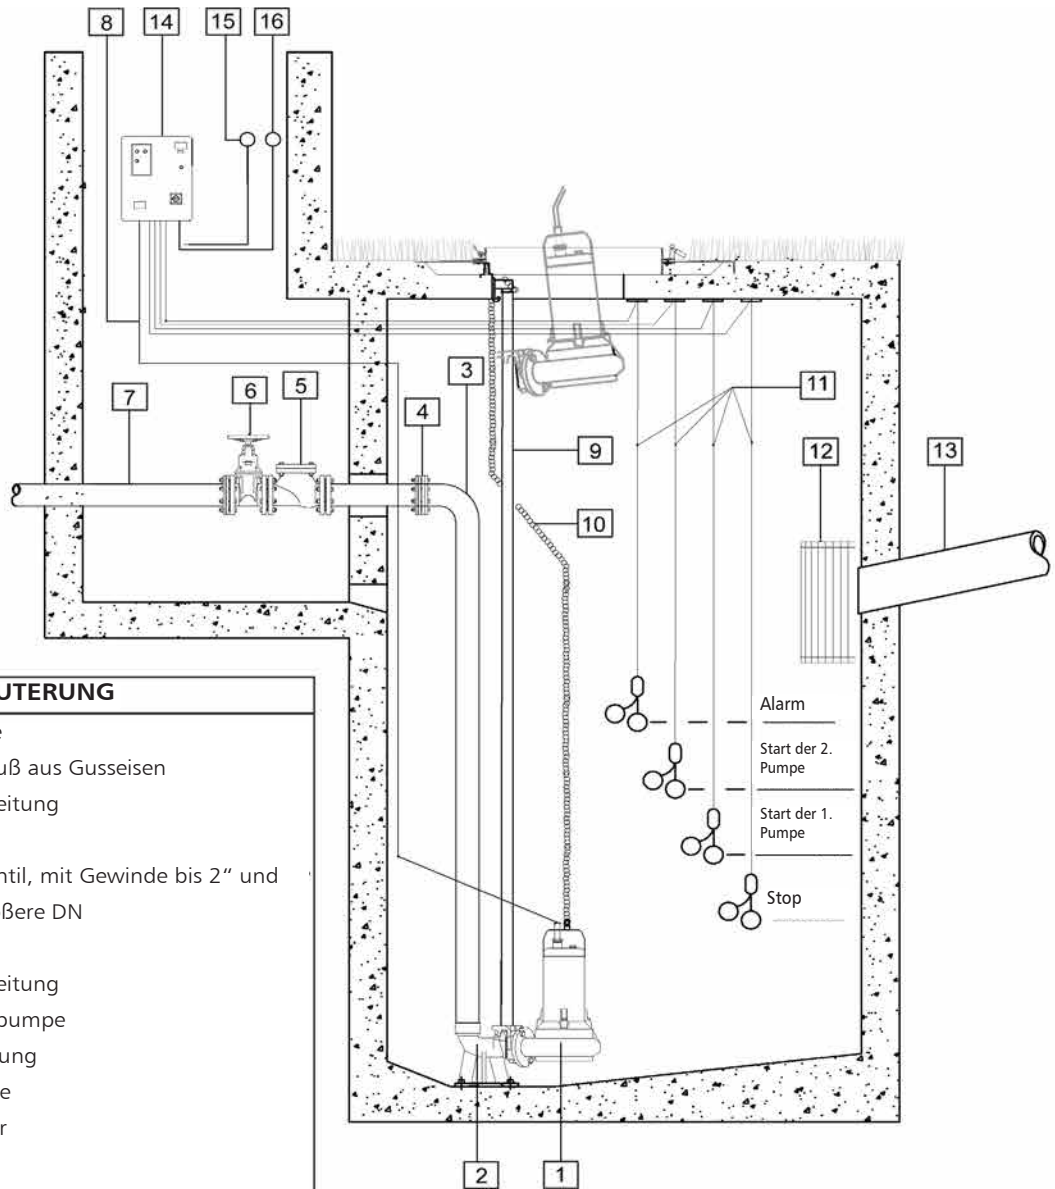 8 14 15 16
3
7 6 5 4 11
9 12 13
10
UTERUNG
e
uß aus Gusseisen
eitung
ntil, mit Gewinde bis 2“ und
ößere DN
eitung
pumpe
ung
e
r
Alarm
Start der 2.
Pumpe
Start der 1.
Pumpe
Stop
2 1